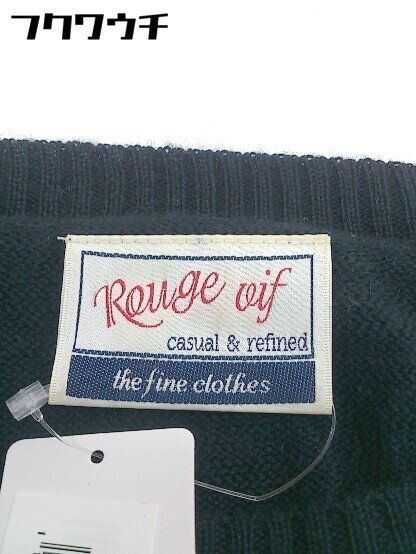 フクワウチ
Rouge vif
casual & refined
the fine clothes